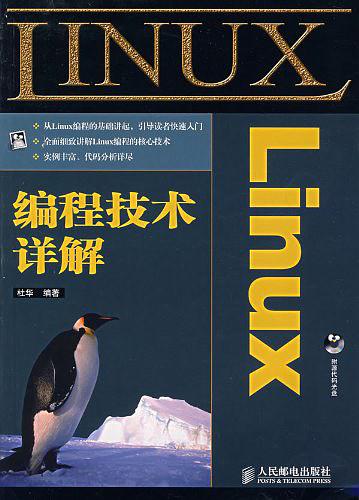 LINUX
从Linux编程的基础讲起，引导读者快速入门
全面细致讲解Linux编程的核心技术
实例丰富、代码分析详尽
Linux
编程技术
详解
杜华 编著
附源代码光盘
人民邮电出版社
POSTS & TELECOM PRESS